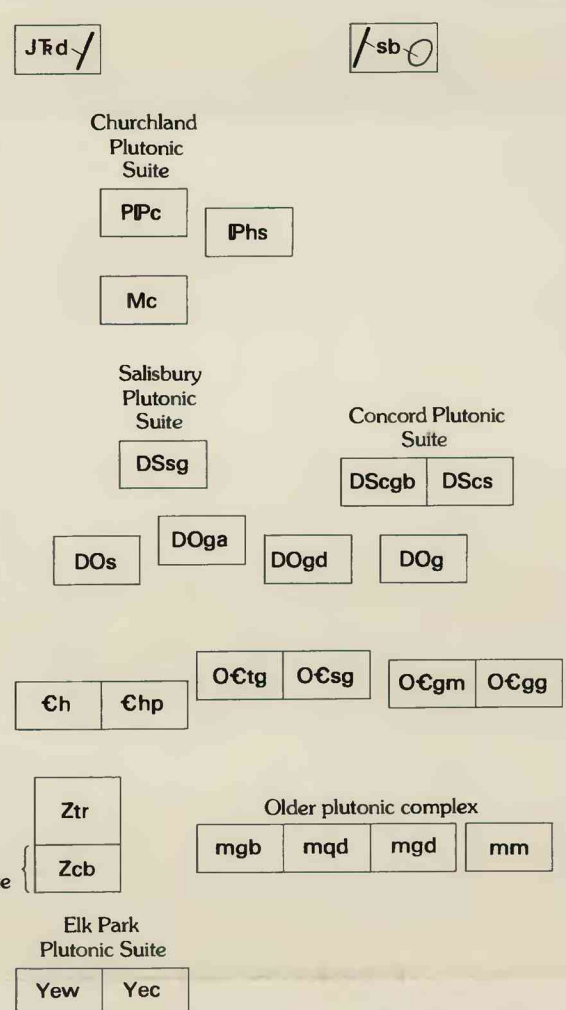 JTRd sb
Churchland
Plutonic
Suite
PIPc
IPhs
Mc
Salisbury
Plutonic
Suite
Concord Plutonic
Suite
DSsg
DScgb DScs
DOs DOga DOgd DOg
O€tg O€sg
O€gm O€gg
€h €hp
Ztr
Older plutonic complex
mgb mqd mgd mm
Zcb
e
Elk Park
Plutonic Suite
Yew Yec